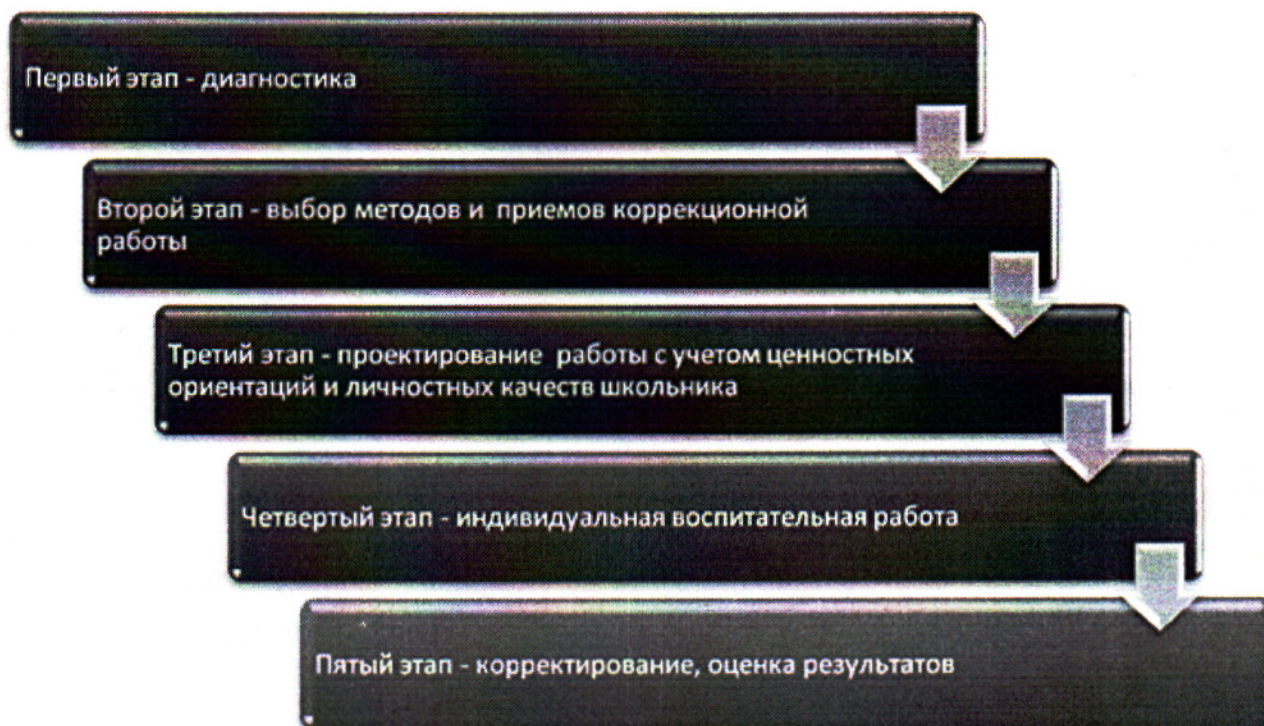 Первый этап - диагностика
Второй этап - выбор методов и приемов коррекционной
работы
Третий этап - проектирование работы с учетом ценностных
ориентаций и личностных качеств школьника
Четвертый этап - индивидуальная воспитательная работа
Пятый этап - корректирование, оценка результатов